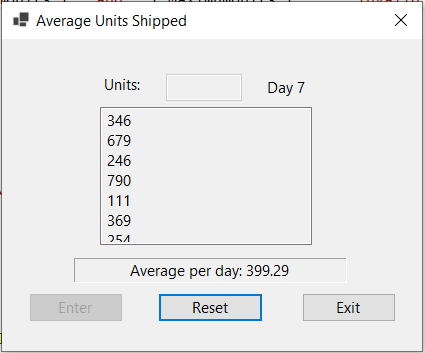 Average Units Shipped
Units:
Day 7
346
679
246
790
111
369
254
Average per day: 399.29
Enter
Reset
Exit